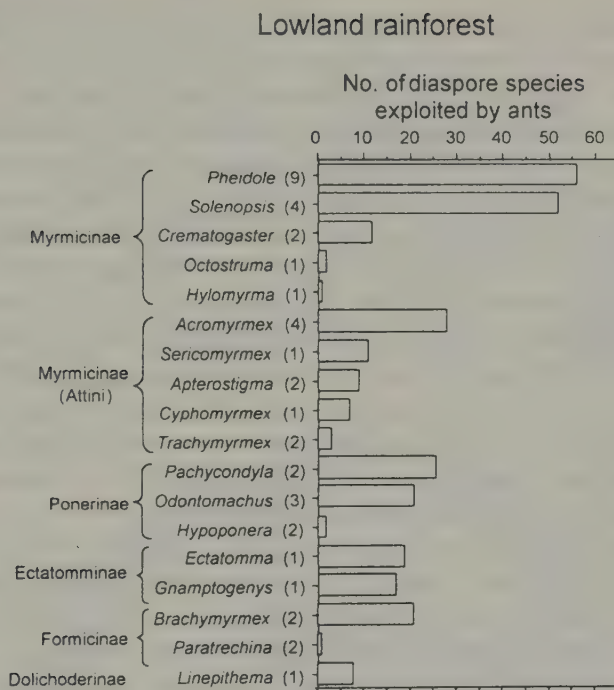 Lowland rainforest
No. of diaspore species
exploited by ants
0 10 20 30 40 50 60
Pheidole (9)
Solenopsis (4)
Myrmicinae
Crematogaster (2)
Octostruma (1)
Hylomyrma (1)
Acromyrmex (4)
Sericomyrmex (1)
Myrmicinae
(Attini)
Apterostigma (2)
Cyphomyrmex (1)
Trachymyrmex (2)
Pachycondyla (2)
Ponerinae
Odontomachus (3)
Hypoponera (2)
Ectatomma (1)
Ectatomminae
Gnamptogenys (1)
Brachymyrmex (2)
Formicinae
Paratrechina (2)
Dolichoderinae
Linepithema (1)